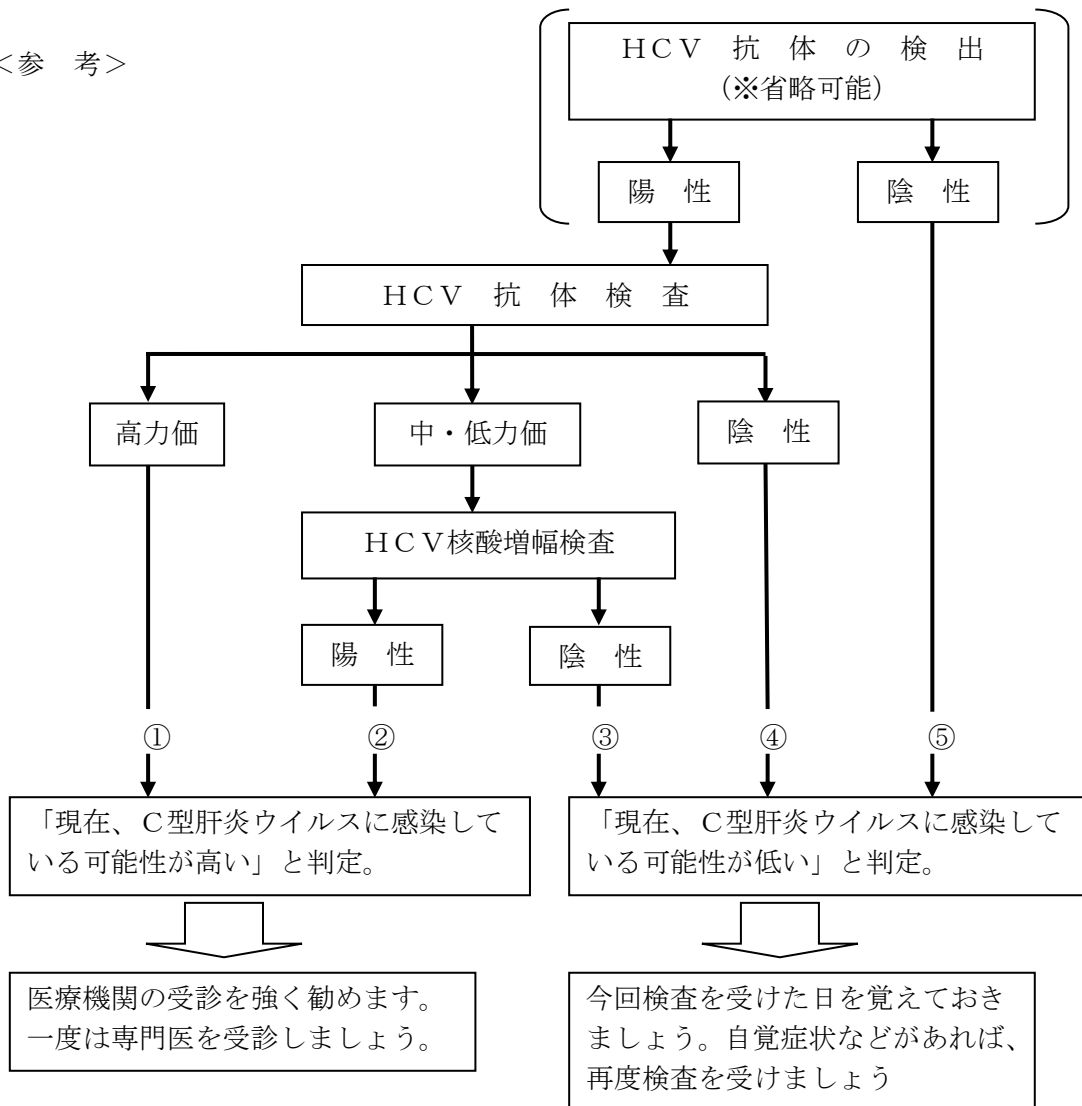 <参 考>
HCV 抗 体 の 検 出
(※省略可能)
陽 性
陰 性
HCV 抗 体 検 査
高力価
中・低力価
陰 性
HCV核酸増幅検査
陽 性
陰 性
①
②
③
④
⑤
「現在、C型肝炎ウイルスに感染して
いる可能性が高い」と判定。
「現在、C型肝炎ウイルスに感染して
いる可能性が低い」と判定。
医療機関の受診を強く勧めます。
一度は専門医を受診しましょう。
今回検査を受けた日を覚えておき
ましょう。自覚症状などがあれば、
再度検査を受けましょう